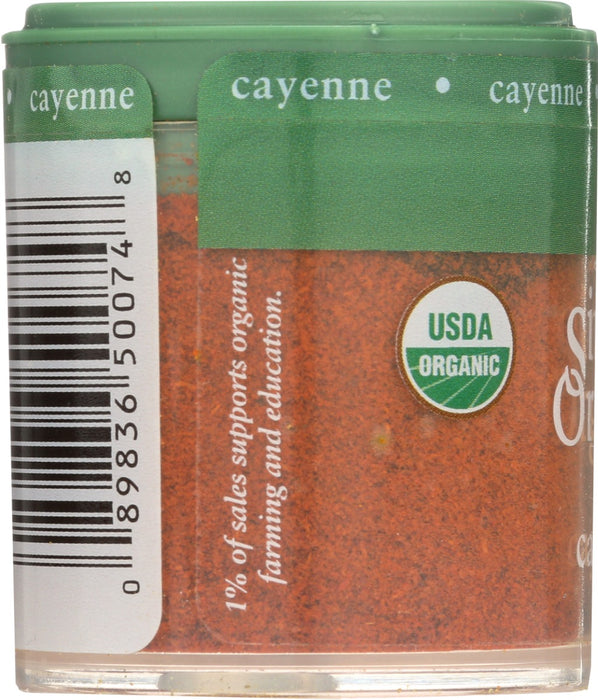 cayenne
cayenne • cayenne
0 89836 50074 8
1% of sales supports organic
farming and education.
USDA
ORGANIC